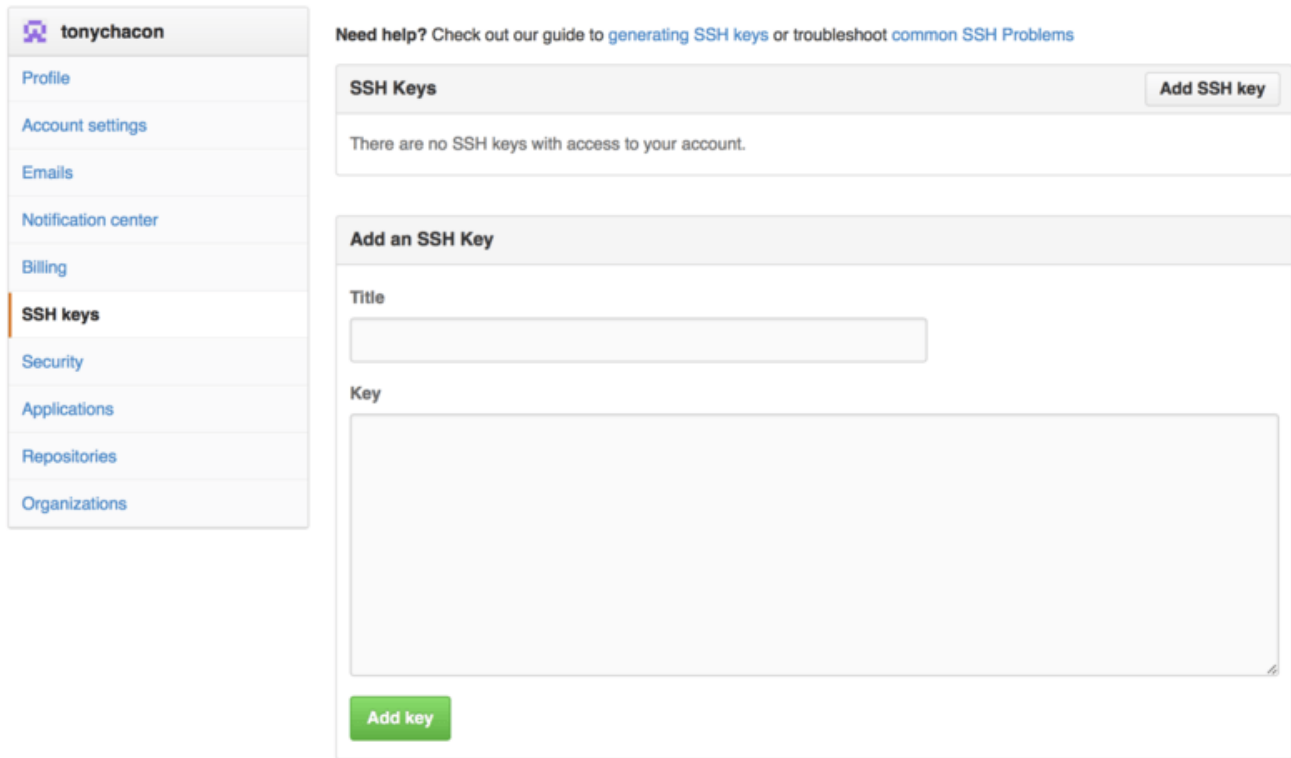 tonychacon
Profile
Account settings
Emails
Notification center
Billing
SSH keys
Security
Applications
Repositories
Organizations
Need help? Check out our guide to generating SSH keys or troubleshoot common SSH Problems
SSH Keys Add SSH key
There are no SSH keys with access to your account.
Add an SSH Key
Title
Key
Add key